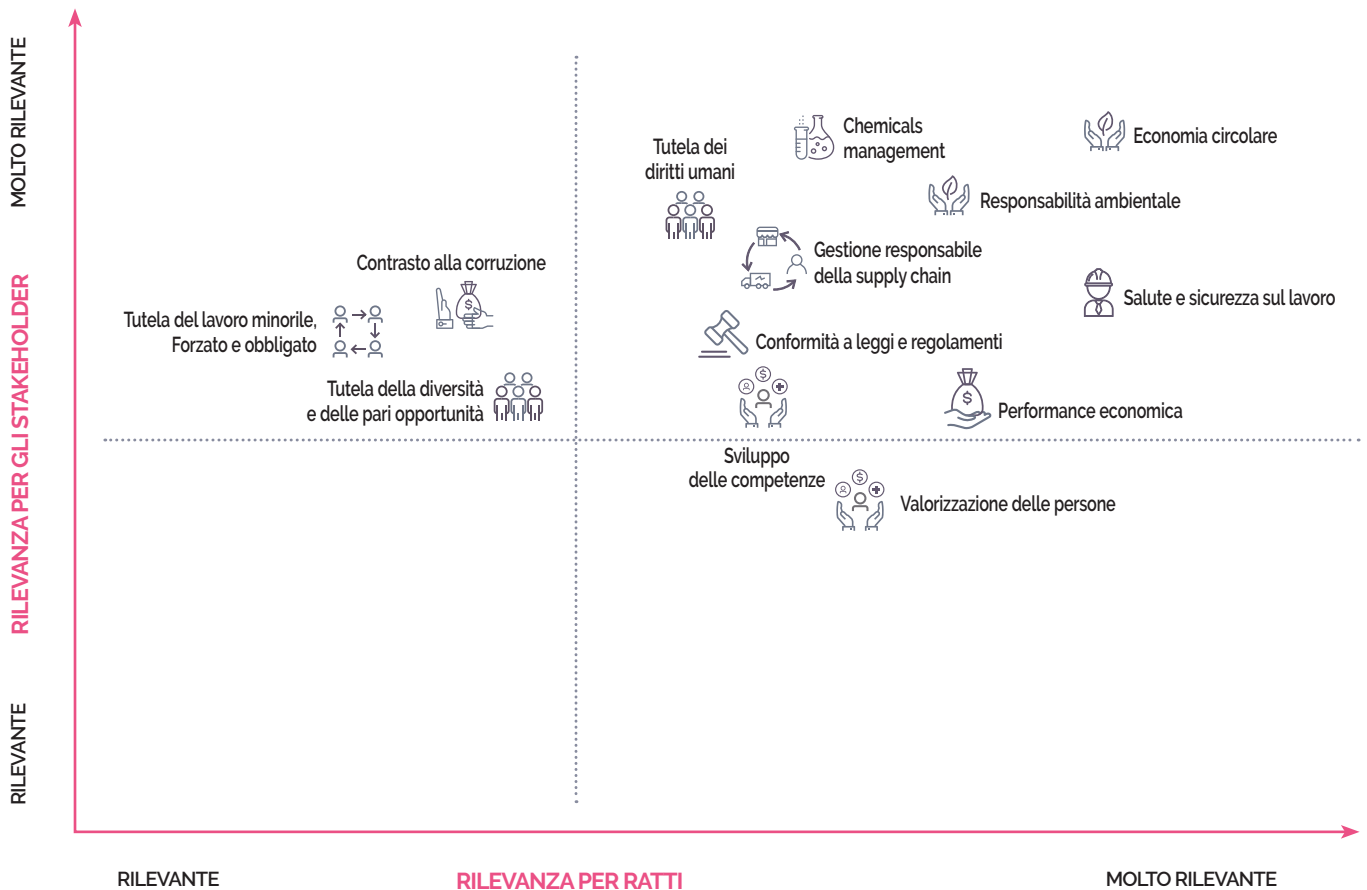 MOLTO RILEVANTE
RILEVANZA PER GLI STAKEHOLDER
RILEVANTE
Chemicals
management
Economia circolare
Tutela dei
diritti umani
Responsabilità ambientale
Gestione responsabile
della supply chain
Contrasto alla corruzione
Salute e sicurezza sul lavoro
Tutela del lavoro minorile,
Forzato e obbligato
Conformità a leggi e regolamenti
Tutela della diversità
e delle pari opportunità
Performance economica
Sviluppo
delle competenze
Valorizzazione delle persone
RILEVANTE
RILEVANZA PER RATTI
MOLTO RILEVANTE